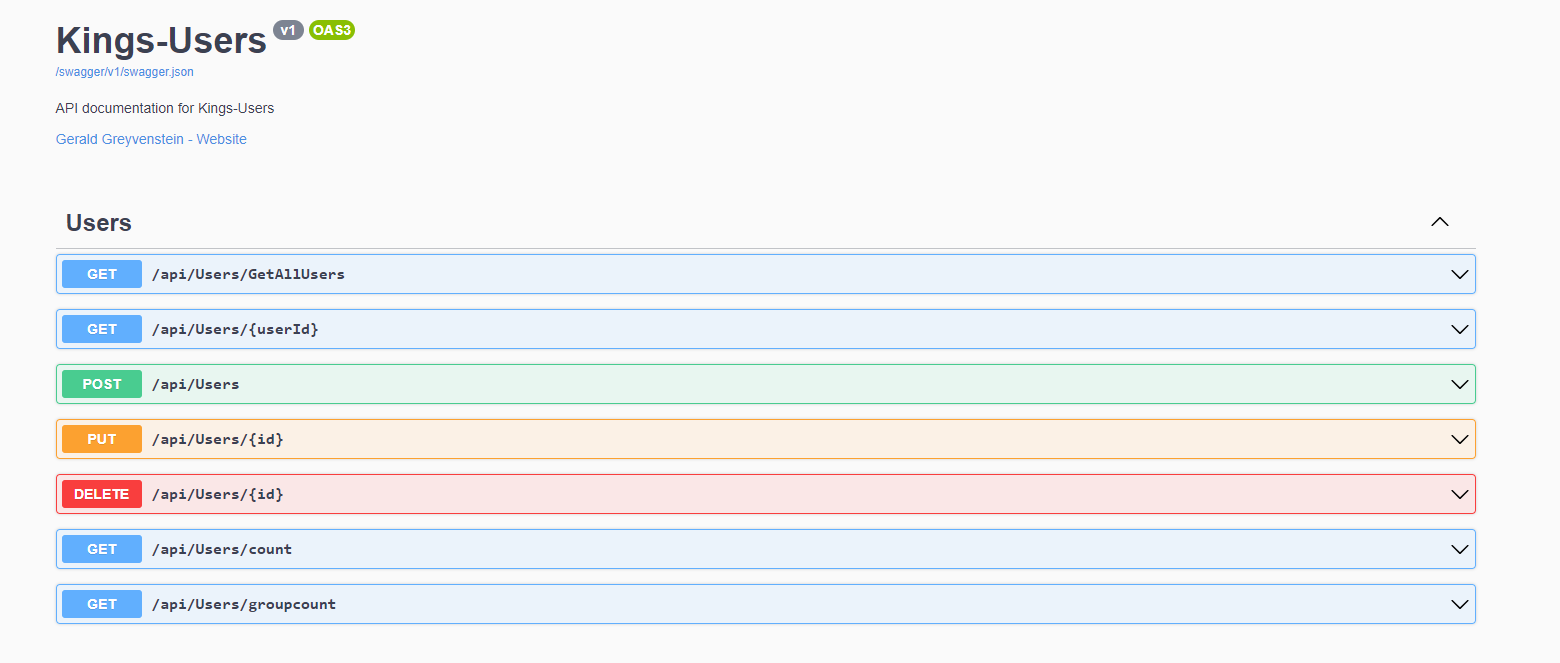 Kings-Users v1 OAS3
/swagger/v1/swagger.json
API documentation for Kings-Users
Gerald Greyvenstein - Website
Users
GET /api/Users/GetAllUsers
GET /api/Users/{userId}
POST /api/Users
PUT /api/Users/{id}
DELETE /api/Users/{id}
GET /api/Users/count
GET /api/Users/groupcount